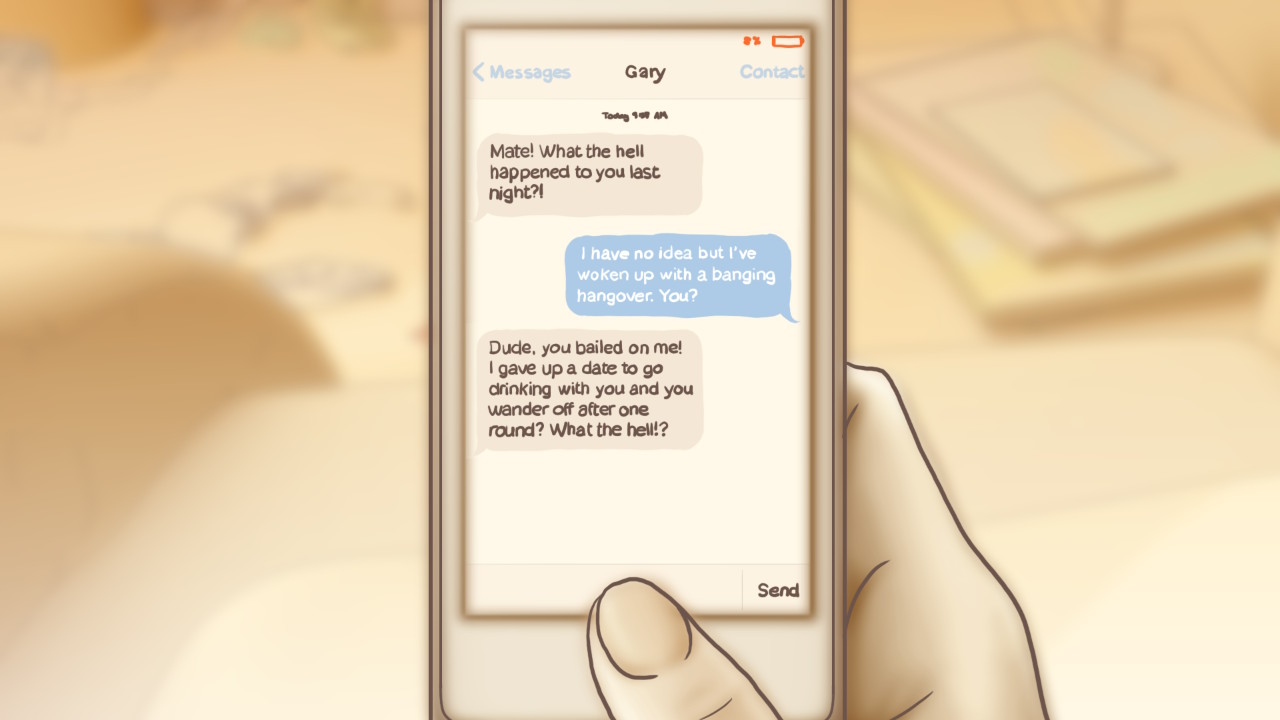 8%
Messages Gary Contact
Today 9:09 AM
Mate! What the hell
happened to you last
night?!
I have no idea but I've
woken up with a banging
hangover. You?
Dude, you bailed on me!
I gave up a date to go
drinking with you and you
wander off after one
round? What the hell!?
Send